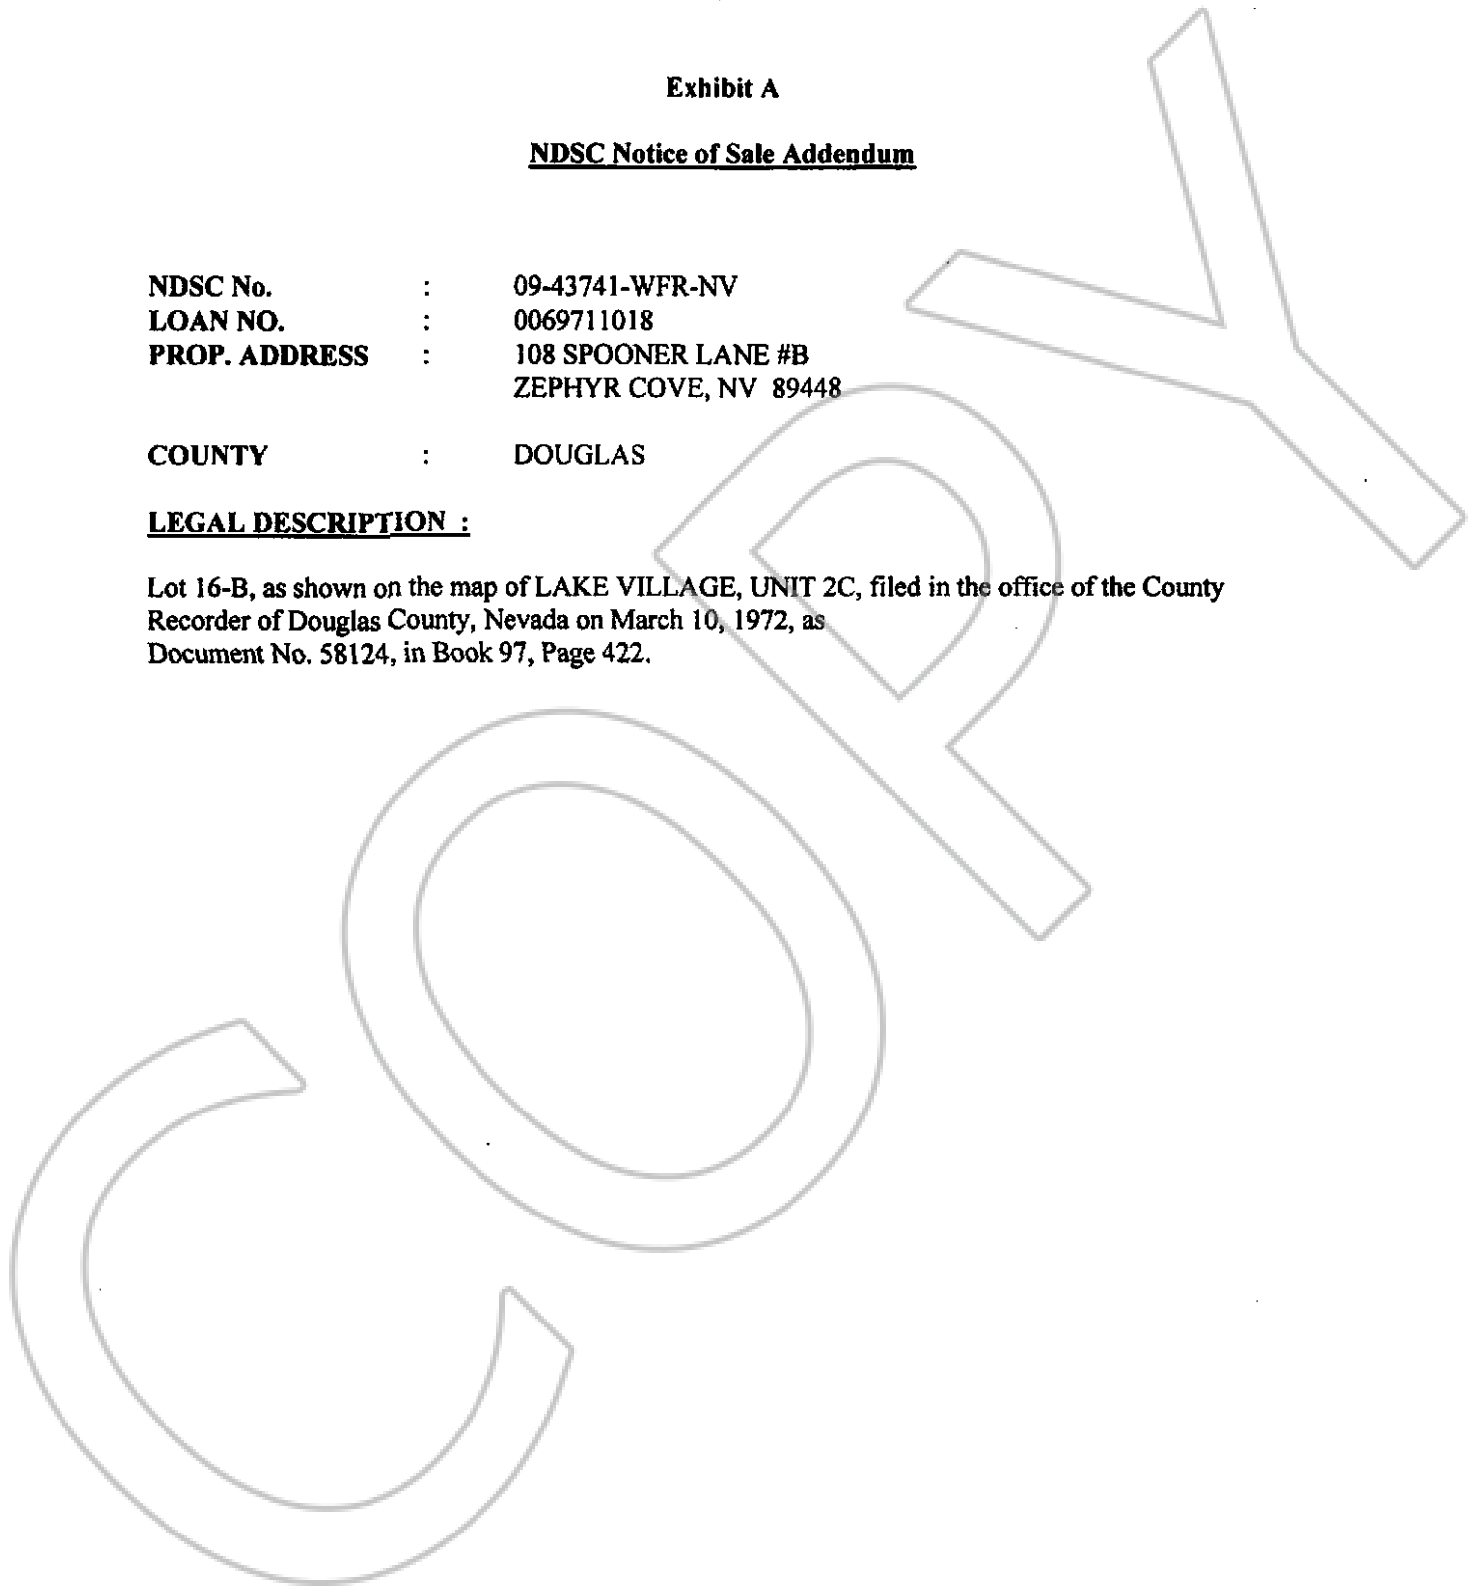 Exhibit A
NDSC Notice of Sale Addendum
NDSC No. : 09-43741-WFR-NV
LOAN NO. : 0069711018
PROP. ADDRESS : 108 SPOONER LANE #B
ZEPHYR COVE, NV 89448
COUNTY : DOUGLAS
LEGAL DESCRIPTION :
Lot 16-B, as shown on the map of LAKE VILLAGE, UNIT 2C, filed in the office of the County
Recorder of Douglas County, Nevada on March 10, 1972, as
Document No. 58124, in Book 97, Page 422.
COPY